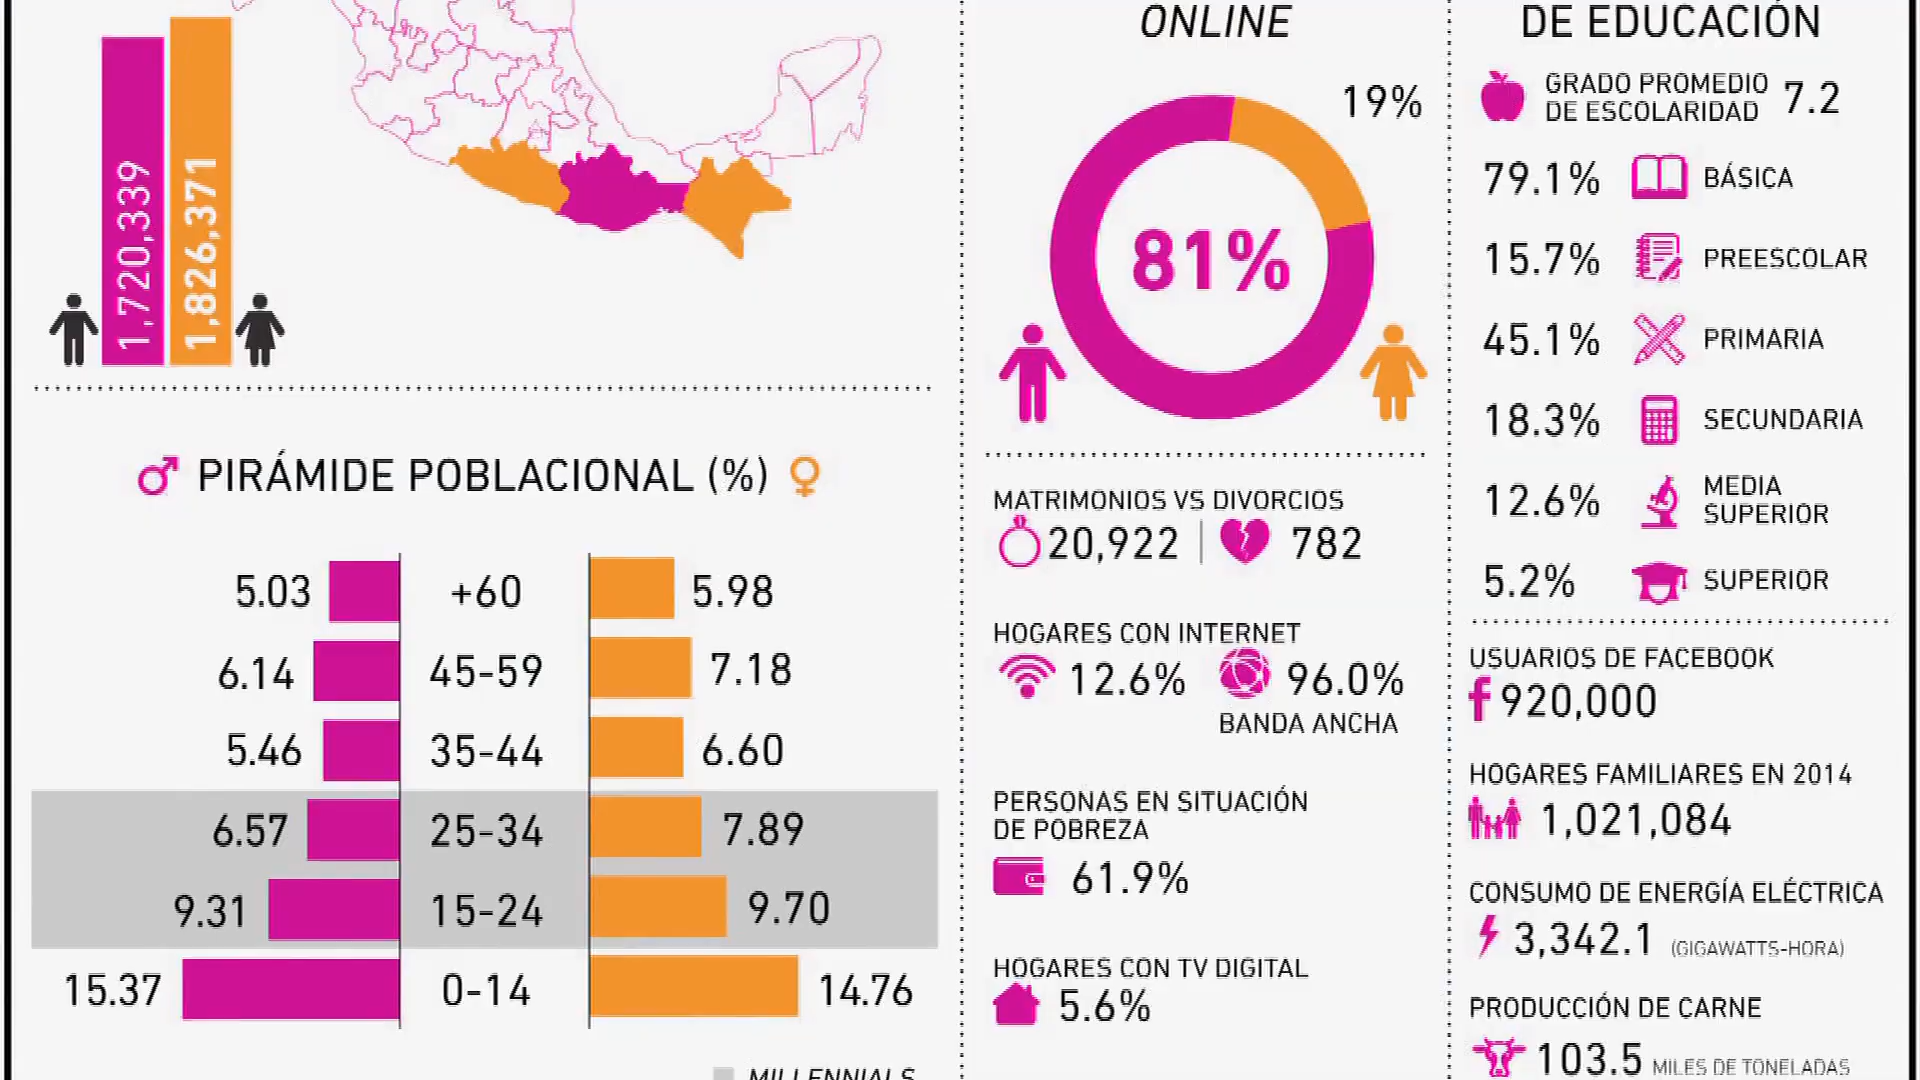 1,720,339
1,826,371
PIRÁMIDE POBLACIONAL (%)
5.03 +60 5.98
6.14 45-59 7.18
5.46 35-44 6.60
6.57 25-34 7.89
9.31 15-24 9.70
15.37 0-14 14.76
MILLENNIALS
ONLINE
19%
81%
MATRIMONIOS VS DIVORCIOS
20,922 | 782
HOGARES CON INTERNET
12.6% 96.0%
BANDA ANCHA
PERSONAS EN SITUACIÓN
DE POBREZA
61.9%
HOGARES CON TV DIGITAL
5.6%
DE EDUCACIÓN
GRADO PROMEDIO
DE ESCOLARIDAD 7.2
79.1% BÁSICA
15.7% PREESCOLAR
45.1% PRIMARIA
18.3% SECUNDARIA
12.6% MEDIA
SUPERIOR
5.2% SUPERIOR
USUARIOS DE FACEBOOK
f 920,000
HOGARES FAMILIARES EN 2014
1,021,084
CONSUMO DE ENERGÍA ELÉCTRICA
3,342.1 (GIGAWATTS-HORA)
PRODUCCIÓN DE CARNE
103.5 MILES DE TONELADAS